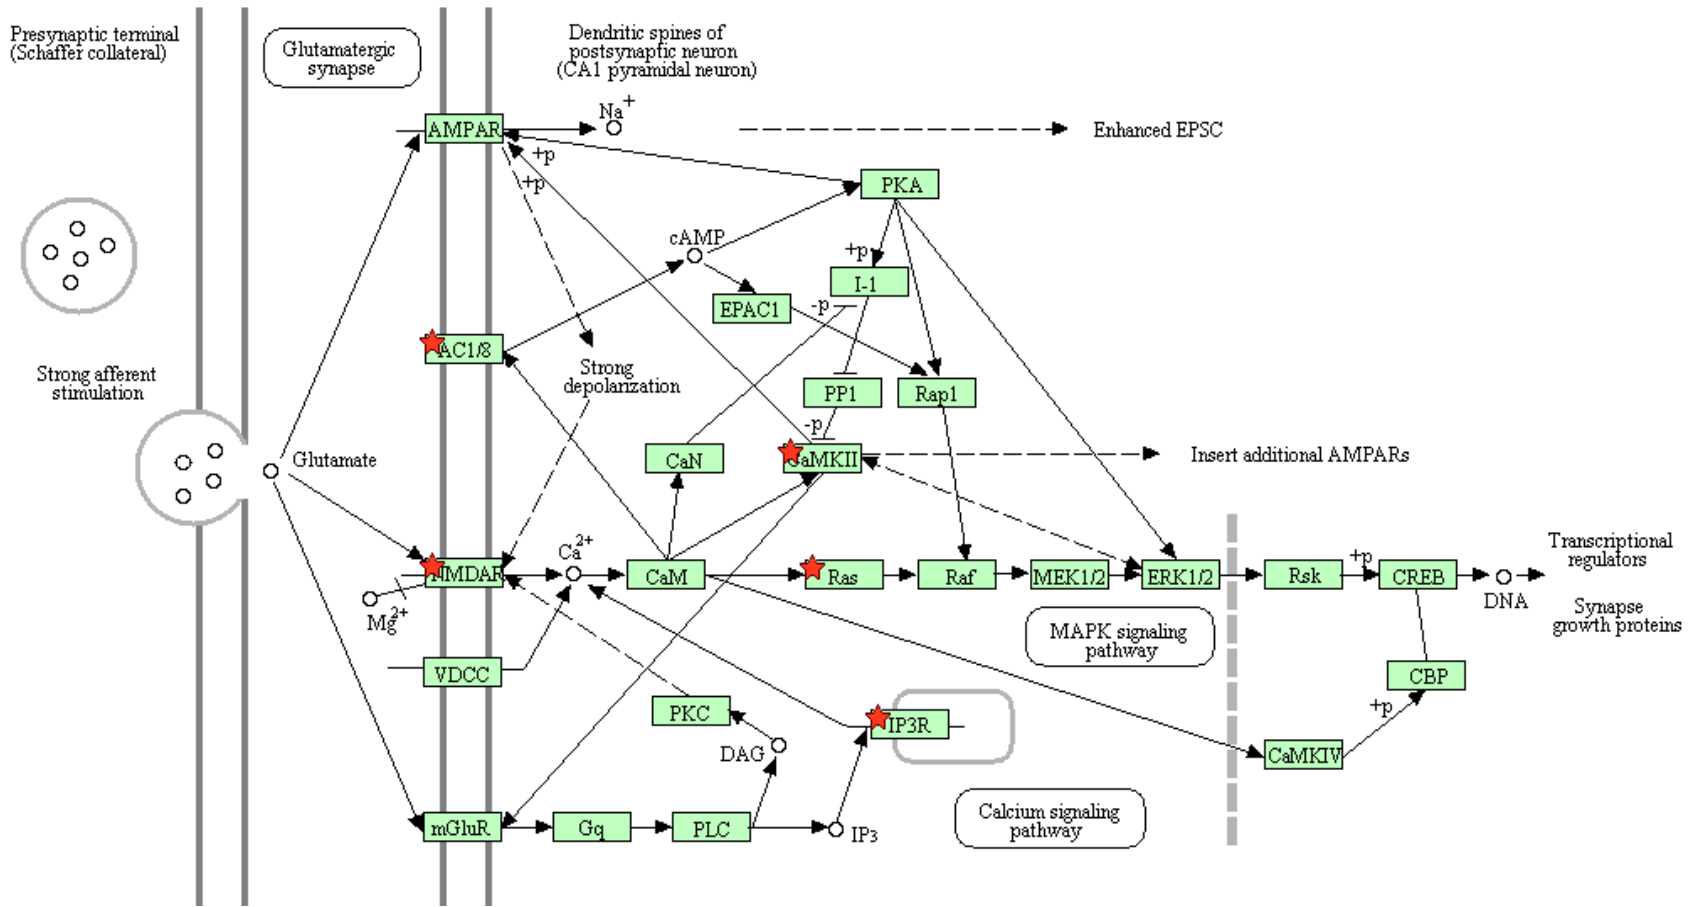 Presynaptic terminal
(Schaffer collateral)
Glutamatergic
synapse
Dendritic spines of
postsynaptic neuron
(CA1 pyramidal neuron)
AMPAR
Na+
Enhanced EPSC
+p
+p
PKA
cAMP
+p
I-1
EPAC1
-p
AC1/8
Strong afferent
stimulation
Strong
depolarization
PP1
Rap1
-p
CaN
CaMKII
Insert additional AMPARs
Glutamate
Ca2+
NMDAR
CaM
Ras
Raf
MEK1/2
ERK1/2
Rsk
+p
CREB
DNA
Transcriptional
regulators
Synapse
growth proteins
Mg2+
MAPK signaling
pathway
VDCC
CBP
PKC
+p
IP3R
DAG
CaMKIV
mGluR
Gq
PLC
IP3
Calcium signaling
pathway